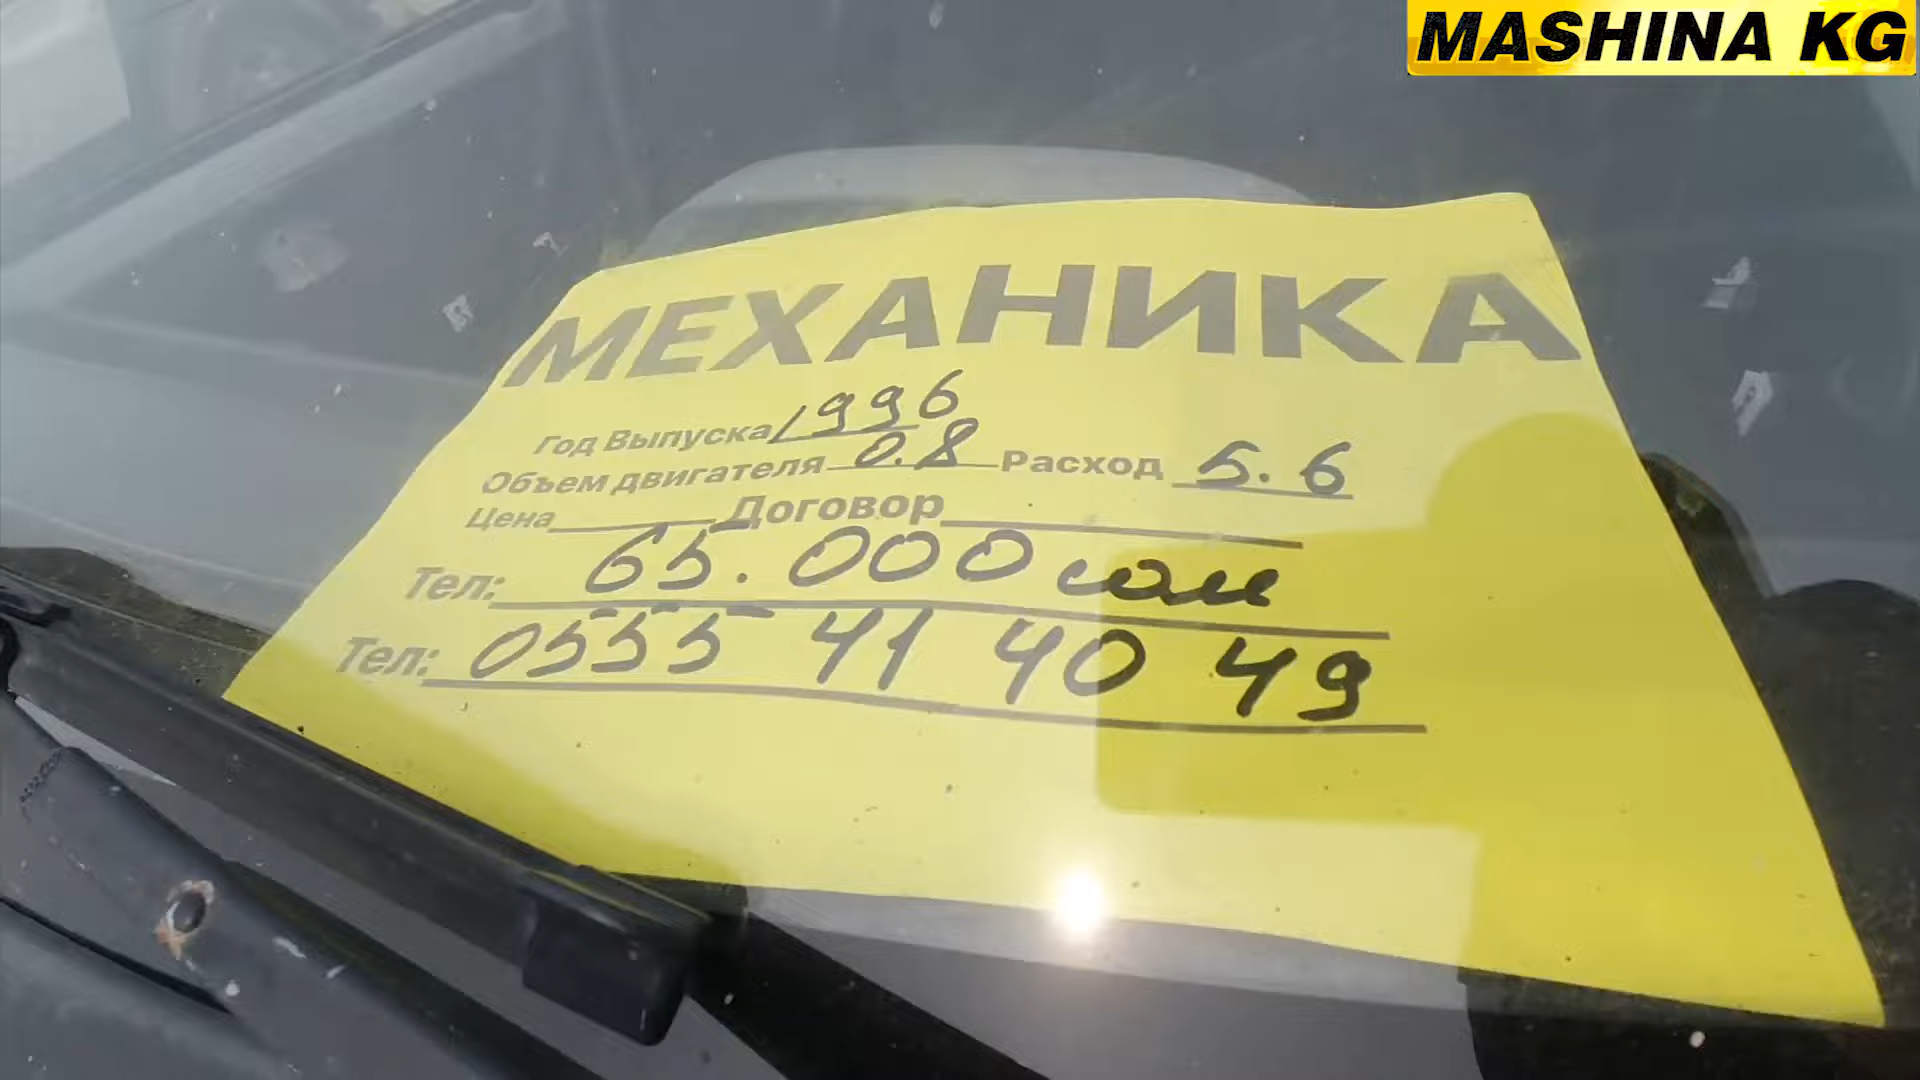 MASHINA KG
МЕХАНИКА
Год Выпуска 1996
Объем двигателя 0.8 Расход 5.6
Цена Договор
Тел: 65.000 сом
Тел: 0555 41 40 49